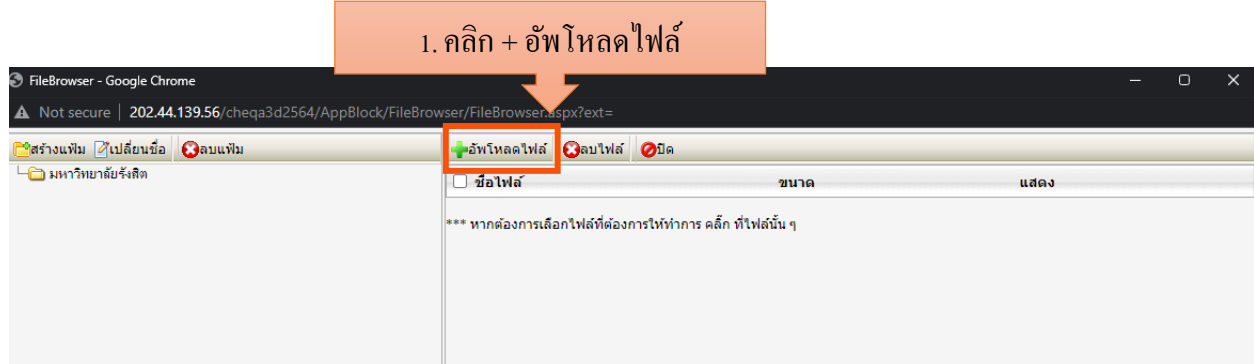 1. คลิก + อัพโหลดไฟล์
FileBrowser - Google Chrome
Not secure | 202.44.139.56/cheqa3d2564/AppBlock/FileBrowser/FileBrowser.aspx?ext=
สร้างแฟ้ม เปลี่ยนชื่อ ลบแฟ้ม
อัพโหลดไฟล์ ลบไฟล์ ปิด
มหาวิทยาลัยรังสิต
ชื่อไฟล์ ขนาด แสดง
*** หากต้องการเลือกไฟล์ที่ต้องการให้ทำการ คลิ๊ก ที่ไฟล์นั้น ๆ